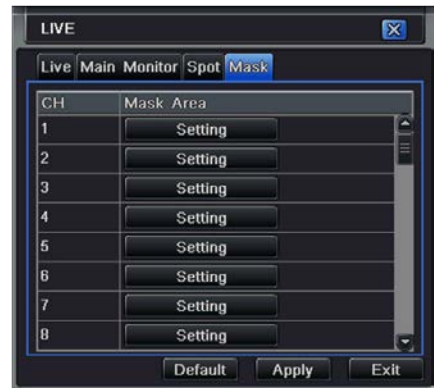 LIVE
Live Main Monitor Spot Mask
CH Mask Area
1 Setting
2 Setting
3 Setting
4 Setting
5 Setting
6 Setting
7 Setting
8 Setting
Default Apply Exit